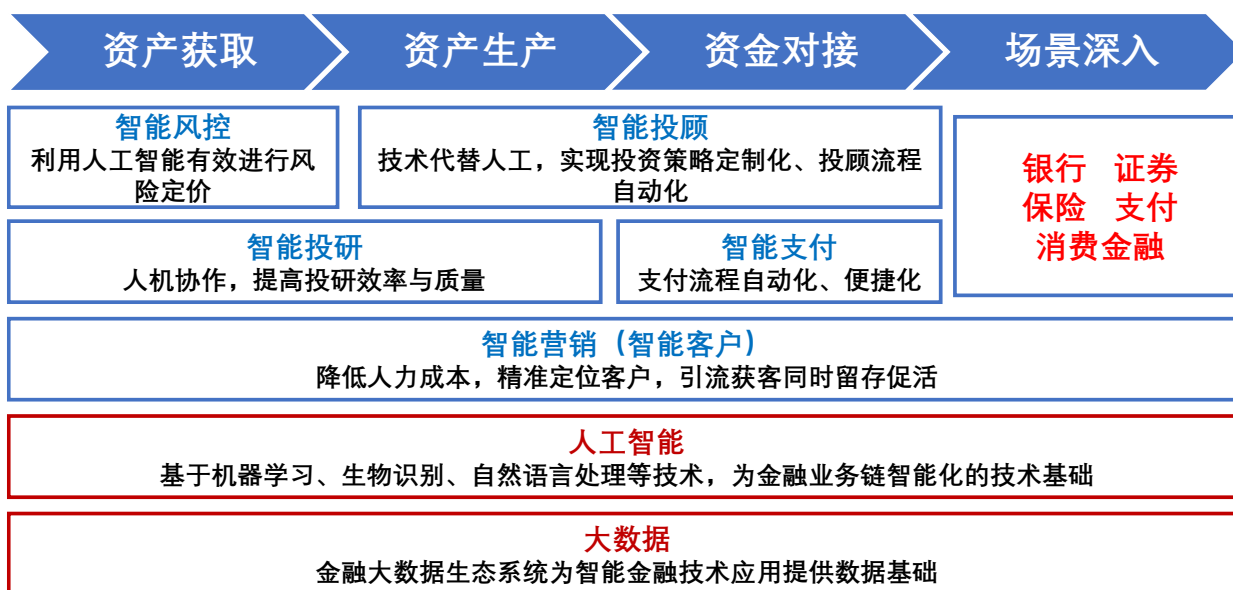 资产获取
资产生产
资金对接
场景深入
智能风控
利用人工智能有效进行风
险定价
智能投顾
技术代替人工，实现投资策略定制化、投顾流程
自动化
银行 证券
保险 支付
消费金融
智能投研
人机协作，提高投研效率与质量
智能支付
支付流程自动化、便捷化
智能营销（智能客户）
降低人力成本，精准定位客户，引流获客同时留存促活
人工智能
基于机器学习、生物识别、自然语言处理等技术，为金融业务链智能化的技术基础
大数据
金融大数据生态系统为智能金融技术应用提供数据基础